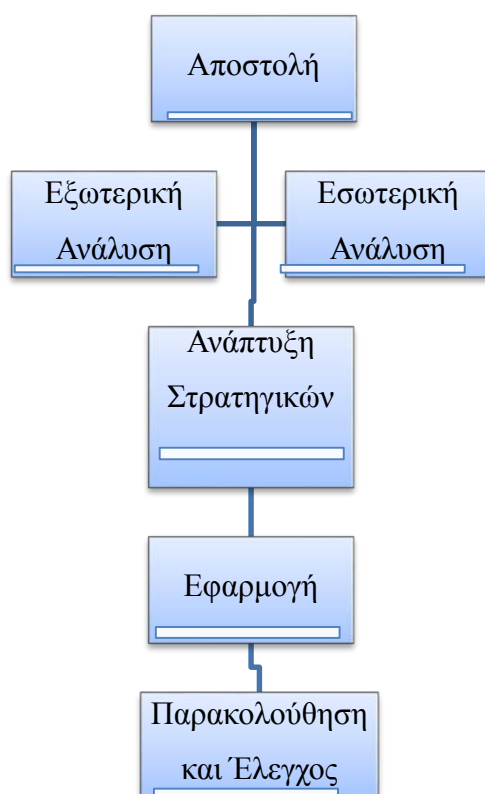 Αποστολή
Εξωτερική
Ανάλυση
Εσωτερική
Ανάλυση
Ανάπτυξη
Στρατηγικών
Εφαρμογή
Παρακολούθηση
και Έλεγχος